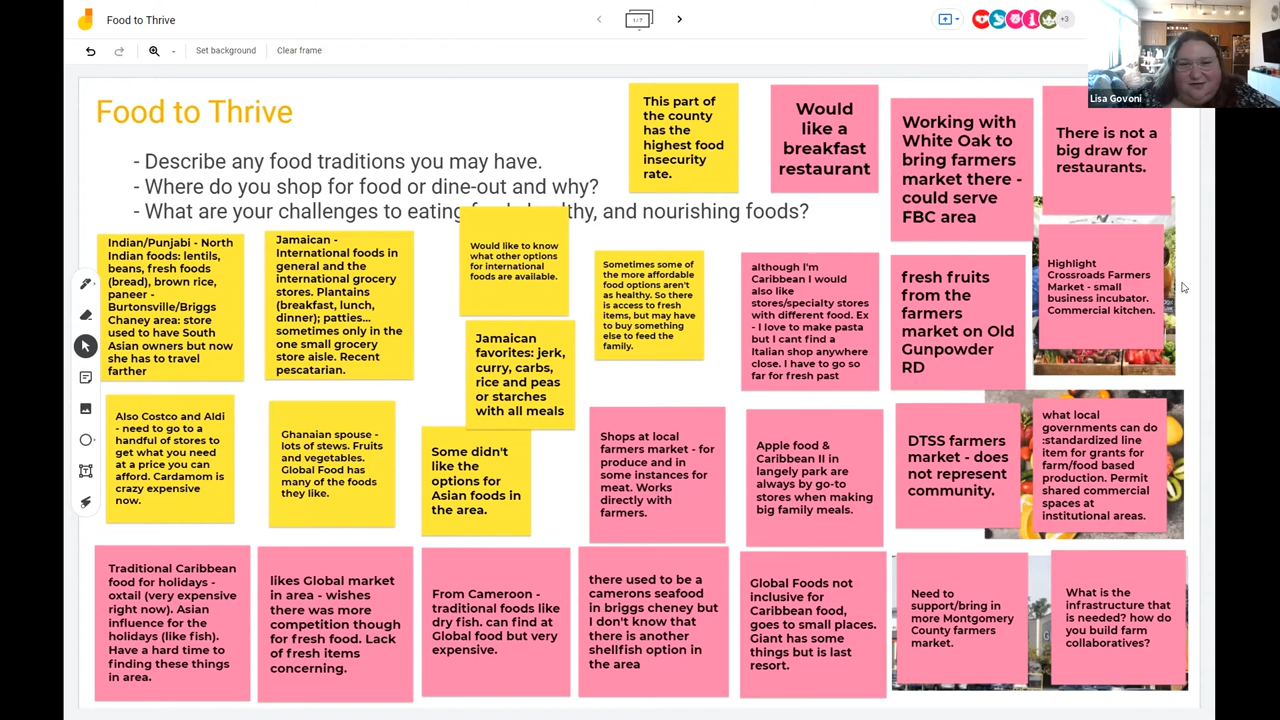 Food to Thrive
1 / 7
+3
Set background
Clear frame
Lisa Govoni
Food to Thrive
- Describe any food traditions you may have.
- Where do you shop for food or dine-out and why?
- What are your challenges to eating thy, and nourishing foods?
This part of
the county
has the
highest food
insecurity
rate.
Would
like a
breakfast
restaurant
Working with
White Oak to
bring farmers
market there -
could serve
FBC area
There is not a
big draw for
restaurants.
Indian/Punjabi - North
Indian foods: lentils,
beans, fresh foods
(bread), brown rice,
paneer -
Burtonsville/Briggs
Chaney area: store
used to have South
Asian owners but now
she has to travel
farther
Jamaican -
International foods in
general and the
international grocery
stores. Plantains
(breakfast, lunch,
dinner); patties...
sometimes only in the
one small grocery
store aisle. Recent
pescatarian.
Would like to know
what other options
for international
foods are available.
Jamaican
favorites: jerk,
curry, carbs,
rice and peas
or starches
with all meals
Sometimes some of
the more affordable
food options aren't
as healthy. So there
is access to fresh
items, but may have
to buy something
else to feed the
family.
although I'm
Caribbean I would
also like
stores/specialty stores
with different food. Ex
- I love to make pasta
but I cant find a
Italian shop anywhere
close. I have to go so
far for fresh past
fresh fruits
from the
farmers
market on Old
Gunpowder
RD
Highlight
Crossroads Farmers
Market - small
business incubator.
Commercial kitchen.
Also Costco and Aldi
- need to go to a
handful of stores to
get what you need
at a price you can
afford. Cardamom is
crazy expensive
now.
Ghanaian spouse -
lots of stews. Fruits
and vegetables.
Global Food has
many of the foods
they like.
Some didn't
like the
options for
Asian foods in
the area.
Shops at local
farmers market - for
produce and in
some instances for
meat. Works
directly with
farmers.
Apple food &
Caribbean II in
langely park are
always by go-to
stores when making
big family meals.
DTSS farmers
market - does
not represent
community.
what local
governments can do
:standardized line
item for grants for
farm/food based
production. Permit
shared commercial
spaces at
institutional areas.
Traditional Caribbean
food for holidays -
oxtail (very expensive
right now). Asian
influence for the
holidays (like fish).
Have a hard time to
finding these things
in area.
likes Global market
in area - wishes
there was more
competition though
for fresh food. Lack
of fresh items
concerning.
From Cameroon -
traditional foods like
dry fish. can find at
Global food but very
expensive.
there used to be a
camerons seafood
in briggs cheney but
I don't know that
there is another
shellfish option in
the area
Global Foods not
inclusive for
Caribbean food,
goes to small places.
Giant has some
things but is last
resort.
Need to
support/bring in
more Montgomery
County farmers
market.
What is the
infrastructure that
is needed? how do
you build farm
collaboratives?